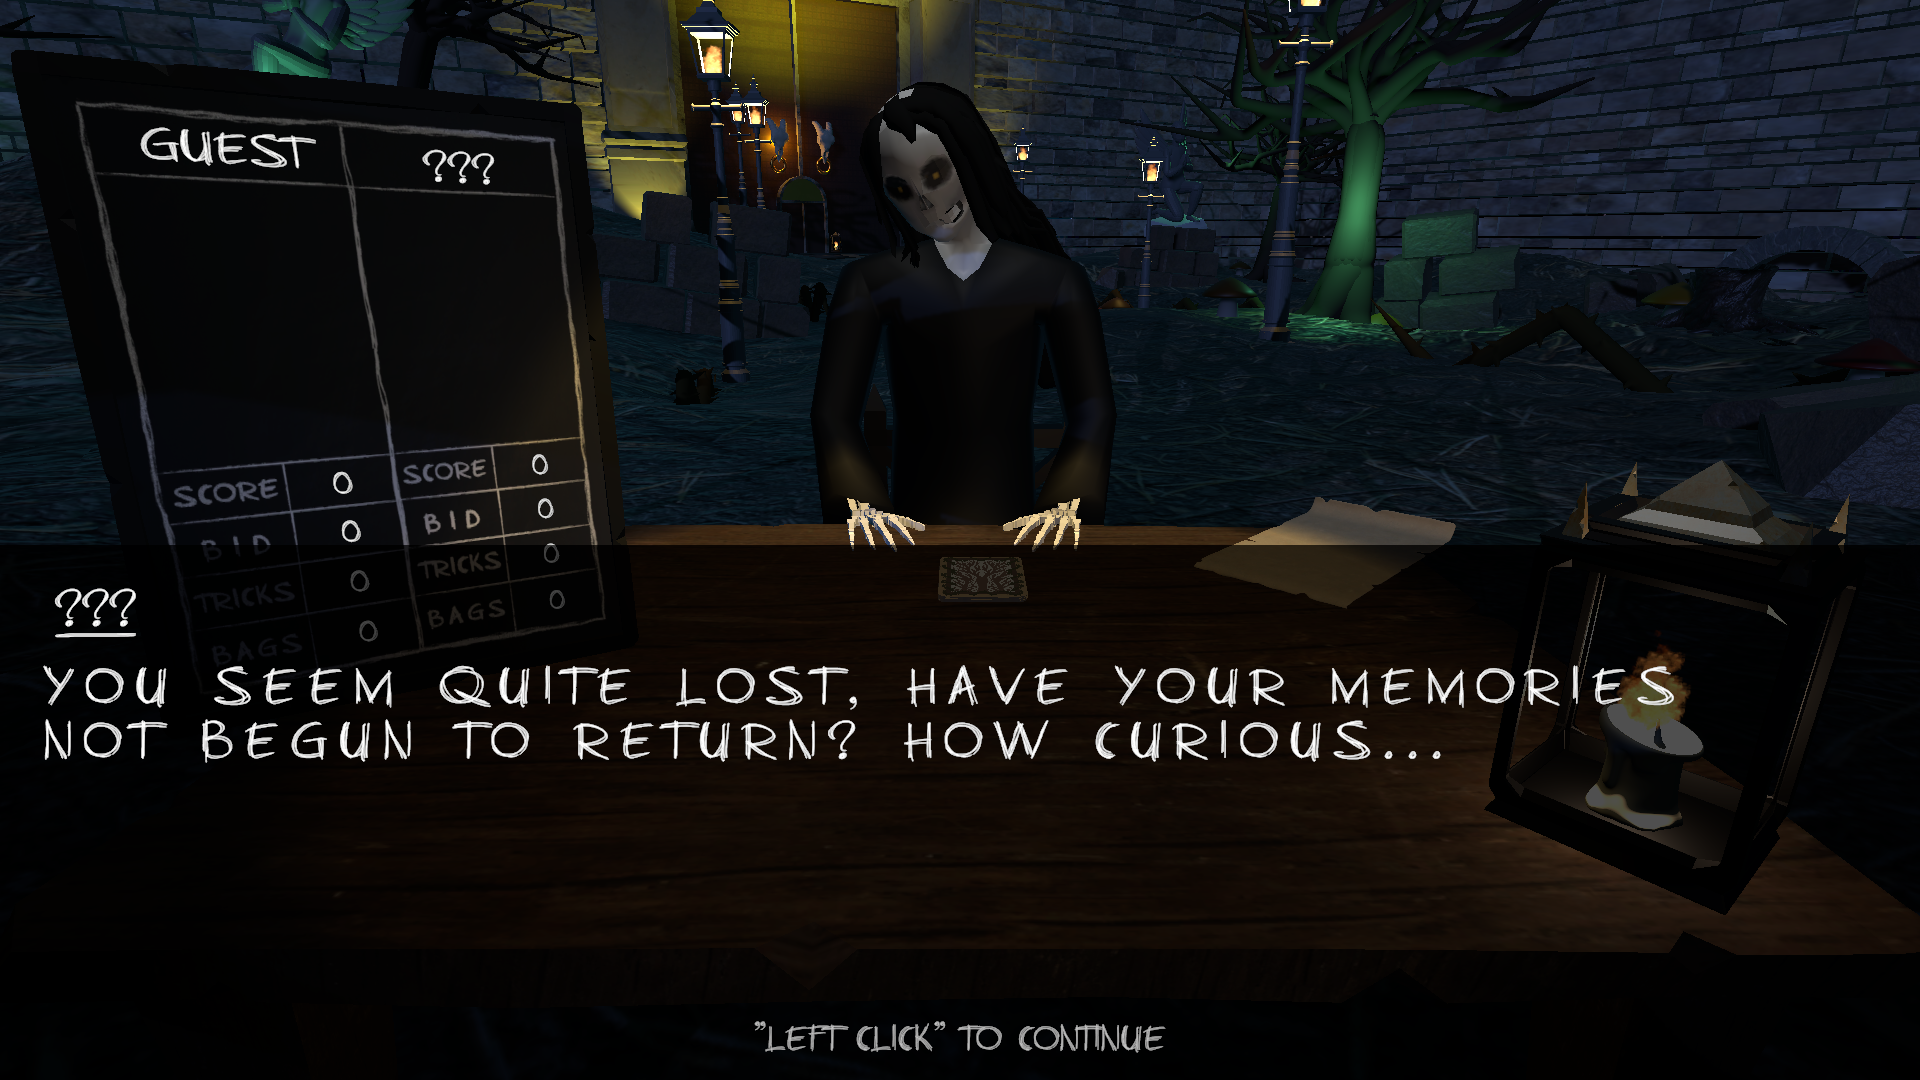 GUEST ???
SCORE 0 SCORE 0
BID 0 BID 0
TRICKS 0 TRICKS 0
BAGS 0 BAGS 0
???
YOU SEEM QUITE LOST, HAVE YOUR MEMORIES
NOT BEGUN TO RETURN? HOW CURIOUS...
"LEFT CLICK" TO CONTINUE